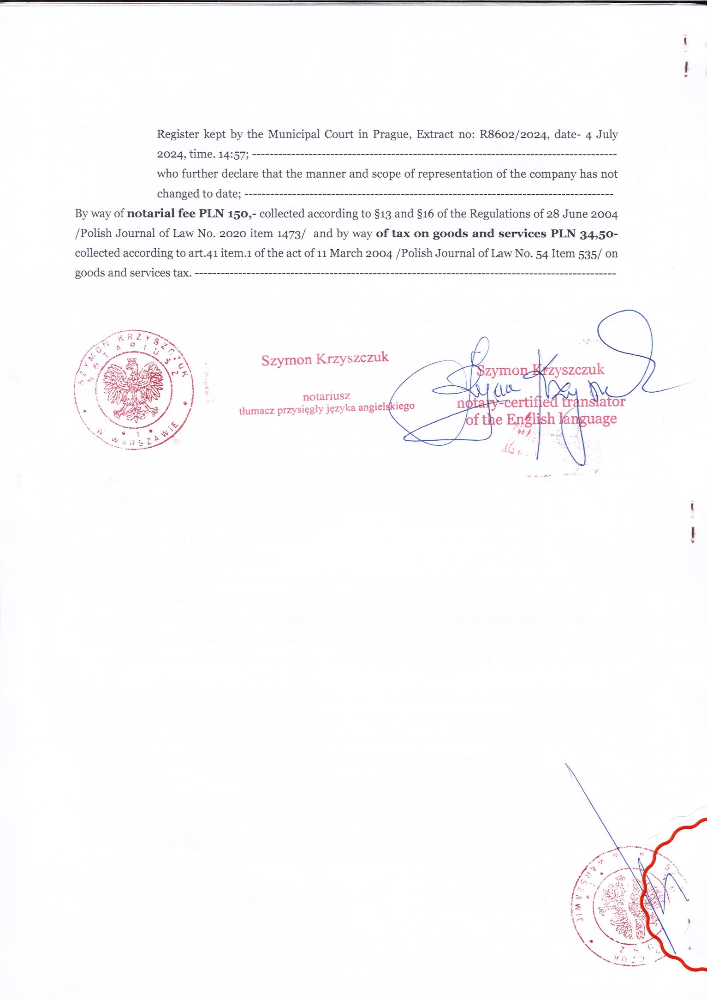 Register kept by the Municipal Court in Prague, Extract no: R8602/2024, date- 4 July
2024, time. 14:57; --------------------------------------------------------------------------------------
who further declare that the manner and scope of representation of the company has not
changed to date; ---------------------------------------------------------------------------------------
By way of notarial fee PLN 150,- collected according to §13 and §16 of the Regulations of 28 June 2004
/Polish Journal of Law No. 2020 item 1473/ and by way of tax on goods and services PLN 34,50-
collected according to art.41 item.1 of the act of 11 March 2004 /Polish Journal of Law No. 54 Item 535/ on
goods and services tax. ---------------------------------------------------------------------------------------------------
SZYMON KRZYSZCZUK
NOTARIUSZ
* W WARSZAWIE *
* 1 *
Szymon Krzyszczuk
notariusz
tłumacz przysięgły języka angielskiego
Szymon Krzyszczuk
notary-certified translator
of the English language
W WARSZAWIE